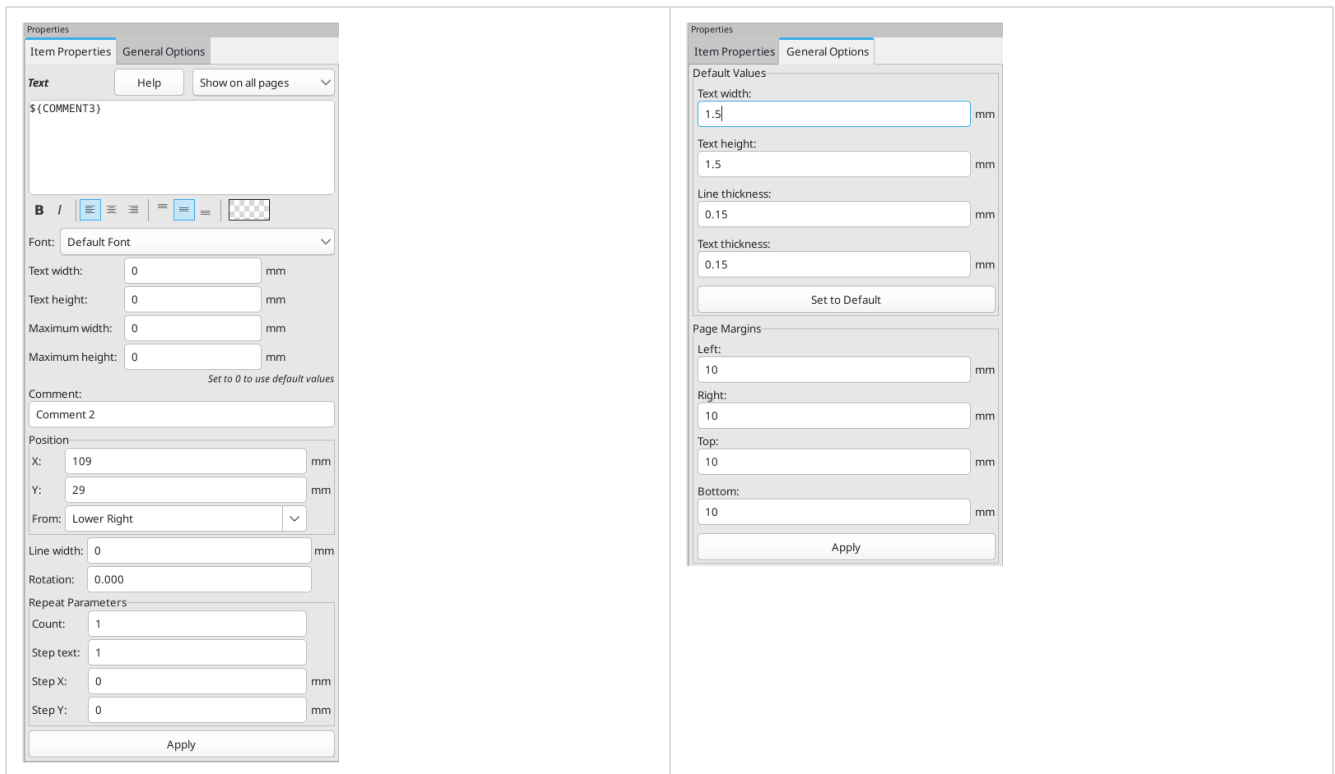 Properties
Item Properties General Options
Text Help Show on all pages
${COMMENT3}
B I
Font: Default Font
Text width: 0 mm
Text height: 0 mm
Maximum width: 0 mm
Maximum height: 0 mm
Set to 0 to use default values
Comment:
Comment 2
Position
X: 109 mm
Y: 29 mm
From: Lower Right
Line width: 0 mm
Rotation: 0.000
Repeat Parameters
Count: 1
Step text: 1
Step X: 0 mm
Step Y: 0 mm
Apply
Properties
Item Properties General Options
Default Values
Text width:
1.5 mm
Text height:
1.5 mm
Line thickness:
0.15 mm
Text thickness:
0.15 mm
Set to Default
Page Margins
Left:
10 mm
Right:
10 mm
Top:
10 mm
Bottom:
10 mm
Apply